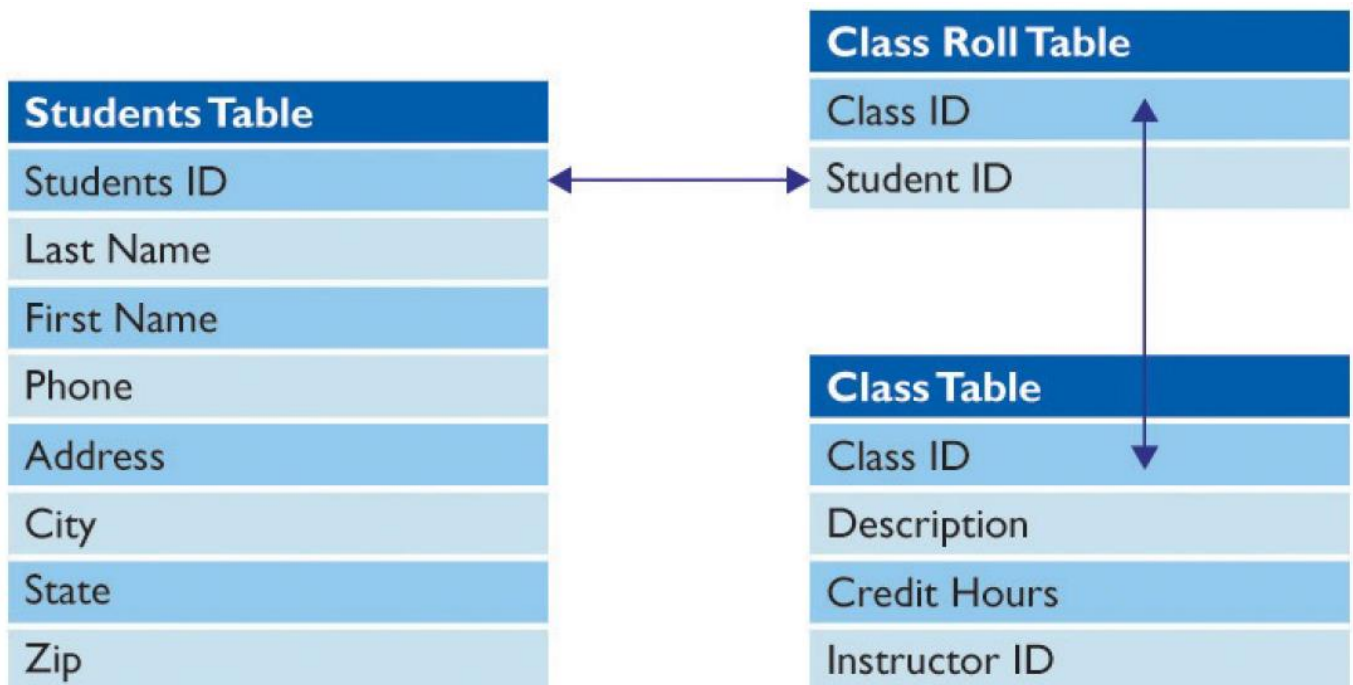 Students Table
Students ID
Last Name
First Name
Phone
Address
City
State
Zip
Class Roll Table
Class ID
Student ID
Class Table
Class ID
Description
Credit Hours
Instructor ID